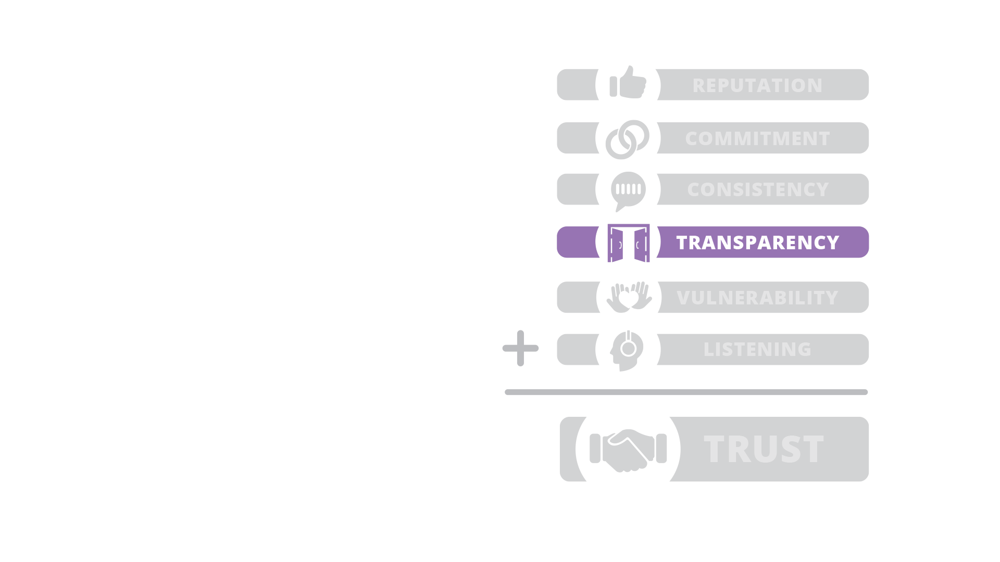 REPUTATION
COMMITMENT
CONSISTENCY
TRANSPARENCY
VULNERABILITY
+ LISTENING
TRUST